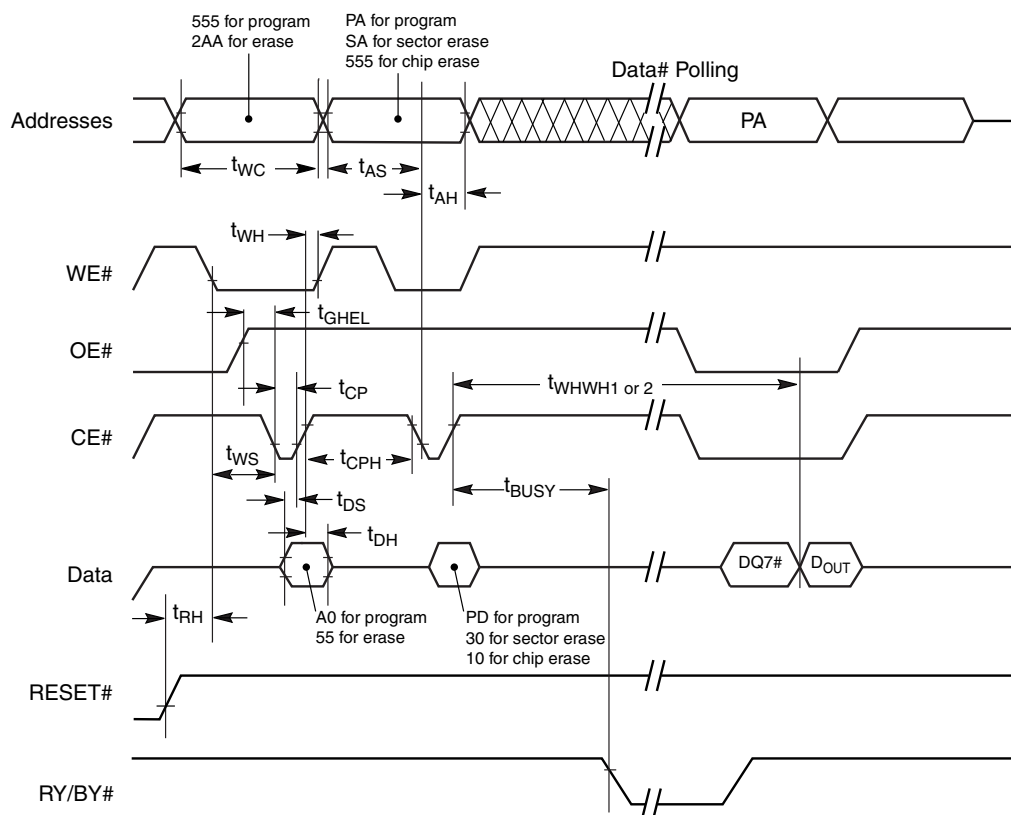 555 for program
2AA for erase
PA for program
SA for sector erase
555 for chip erase
Data# Polling
Addresses
PA
tWC
tAS
tAH
tWH
WE#
tGHEL
OE#
tCP
tWHWH1 or 2
CE#
tWS
tCPH
tBUSY
tDS
tDH
Data
DQ7#
DOUT
tRH
A0 for program
55 for erase
PD for program
30 for sector erase
10 for chip erase
RESET#
RY/BY#